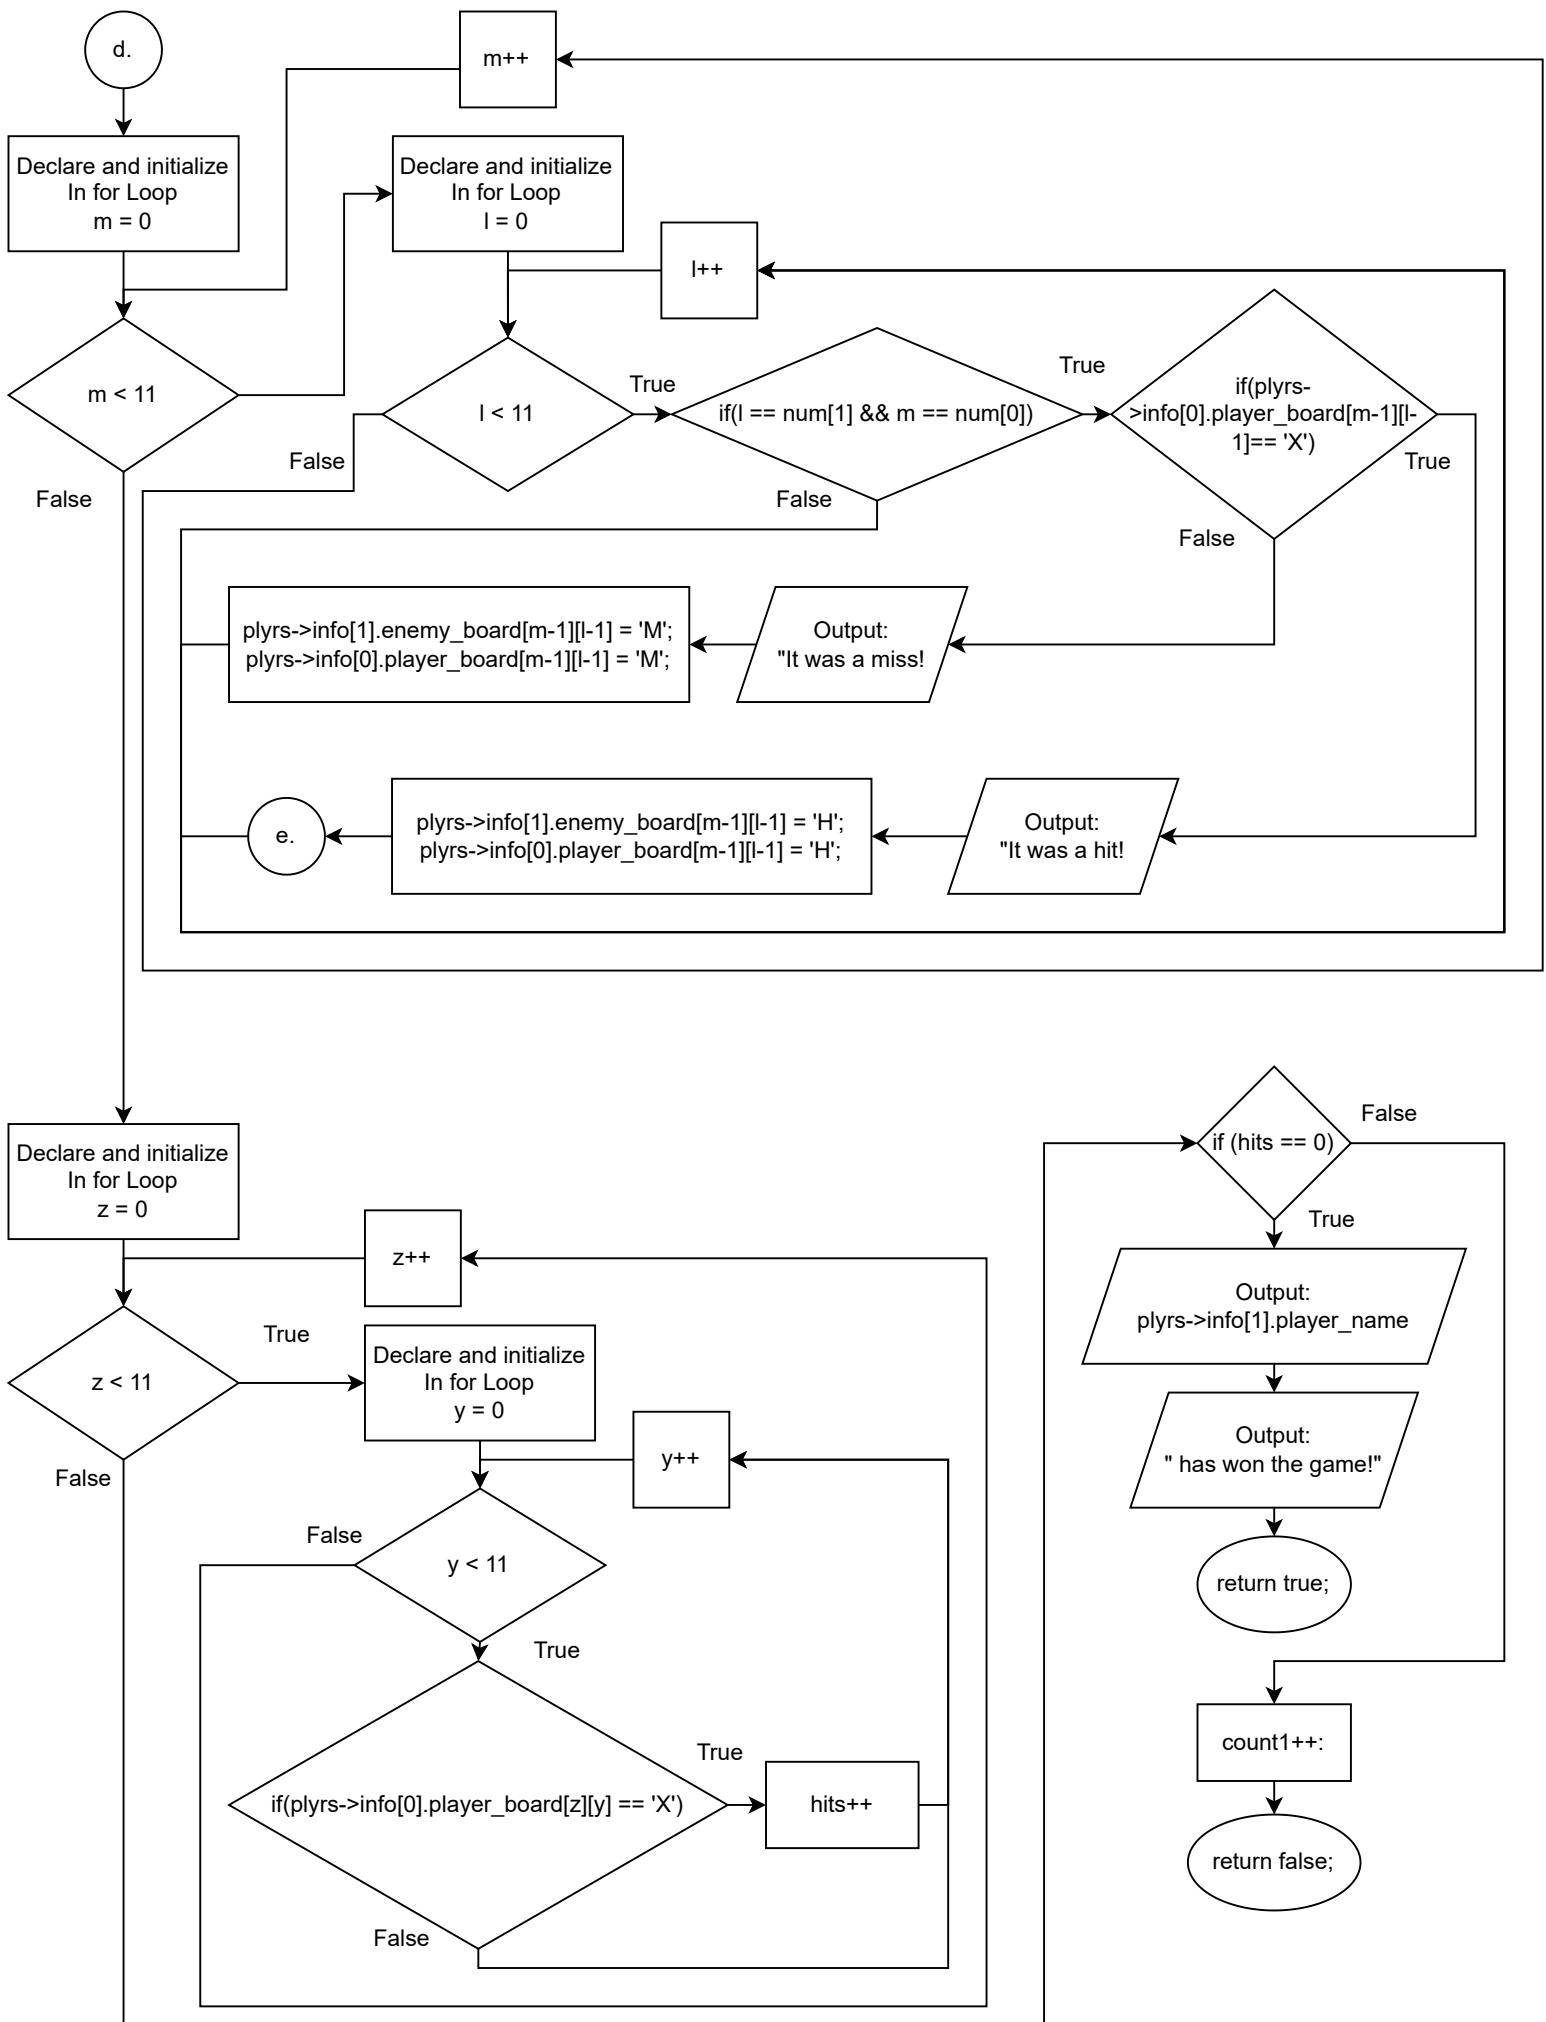 d.
m++
Declare and initialize
In for Loop
m = 0
Declare and initialize
In for Loop
l = 0
l++
m < 11
l < 11
True
if(l == num[1] && m == num[0])
True
if(plyrs-
>info[0].player_board[m-1][l-
1]== 'X')
True
False
False
False
False
plyrs->info[1].enemy_board[m-1][l-1] = 'M';
plyrs->info[0].player_board[m-1][l-1] = 'M';
Output:
"It was a miss!
e.
plyrs->info[1].enemy_board[m-1][l-1] = 'H';
plyrs->info[0].player_board[m-1][l-1] = 'H';
Output:
"It was a hit!
Declare and initialize
In for Loop
z = 0
z++
z < 11
True
False
Declare and initialize
In for Loop
y = 0
y++
False
y < 11
True
if(plyrs->info[0].player_board[z][y] == 'X')
True
hits++
False
if (hits == 0)
False
True
Output:
plyrs->info[1].player_name
Output:
" has won the game!"
return true;
count1++:
return false;